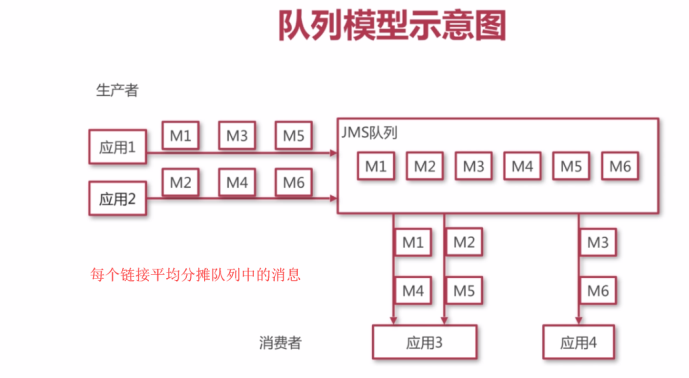 队列模型示意图
生产者
应用1
M1 M3 M5
应用2
M2 M4 M6
JMS队列
M1 M2 M3 M4 M5 M6
每个链接平均分摊队列中的消息
M1 M2 M3
M4 M5 M6
消费者
应用3
应用4